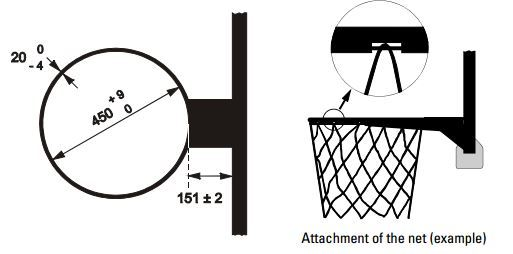 20 0
- 4
450 + 9
0
151 ± 2
Attachment of the net (example)